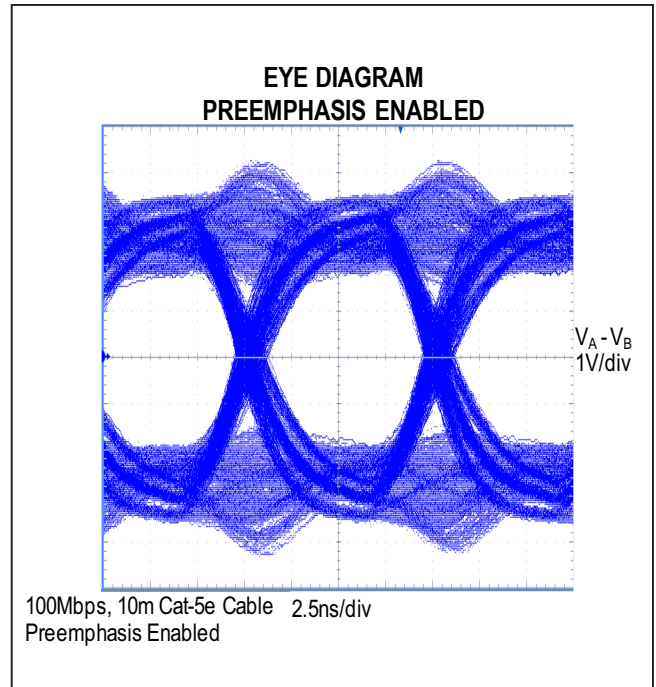 EYE DIAGRAM
PREEMPHASIS ENABLED
VA - VB
1V/div
100Mbps, 10m Cat-5e Cable 2.5ns/div
Preemphasis Enabled